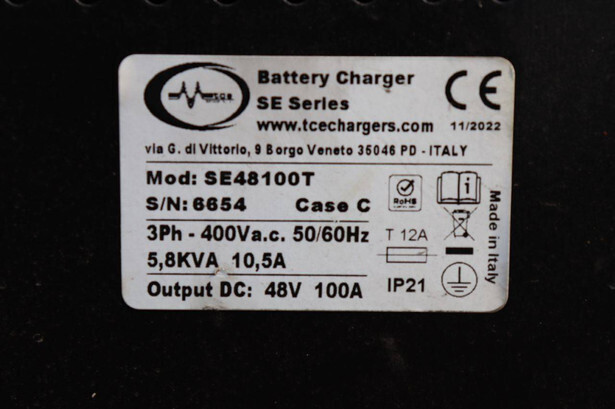 T.C.E.
Battery Charger
SE Series
www.tcechargers.com
CE
11/2022
via G. di Vittorio, 9 Borgo Veneto 35046 PD - ITALY
Mod: SE48100T
S/N: 6654 Case C
RoHS
3Ph - 400Va.c. 50/60Hz
T 12A
5,8KVA 10,5A
Output DC: 48V 100A
IP21
Made in Italy